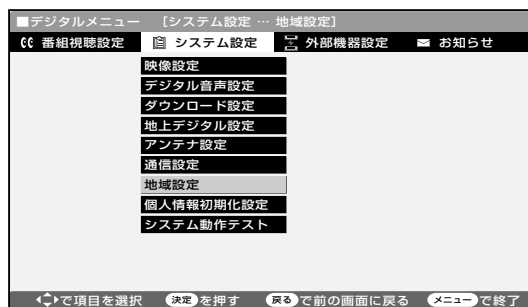 ■デジタルメニュー ［システム設定 … 地域設定］
番組視聴設定 システム設定 外部機器設定 お知らせ
映像設定
デジタル音声設定
ダウンロード設定
地上デジタル設定
アンテナ設定
通信設定
地域設定
個人情報初期化設定
システム動作テスト
で項目を選択 決定を押す 戻るで前の画面に戻る メニューで終了